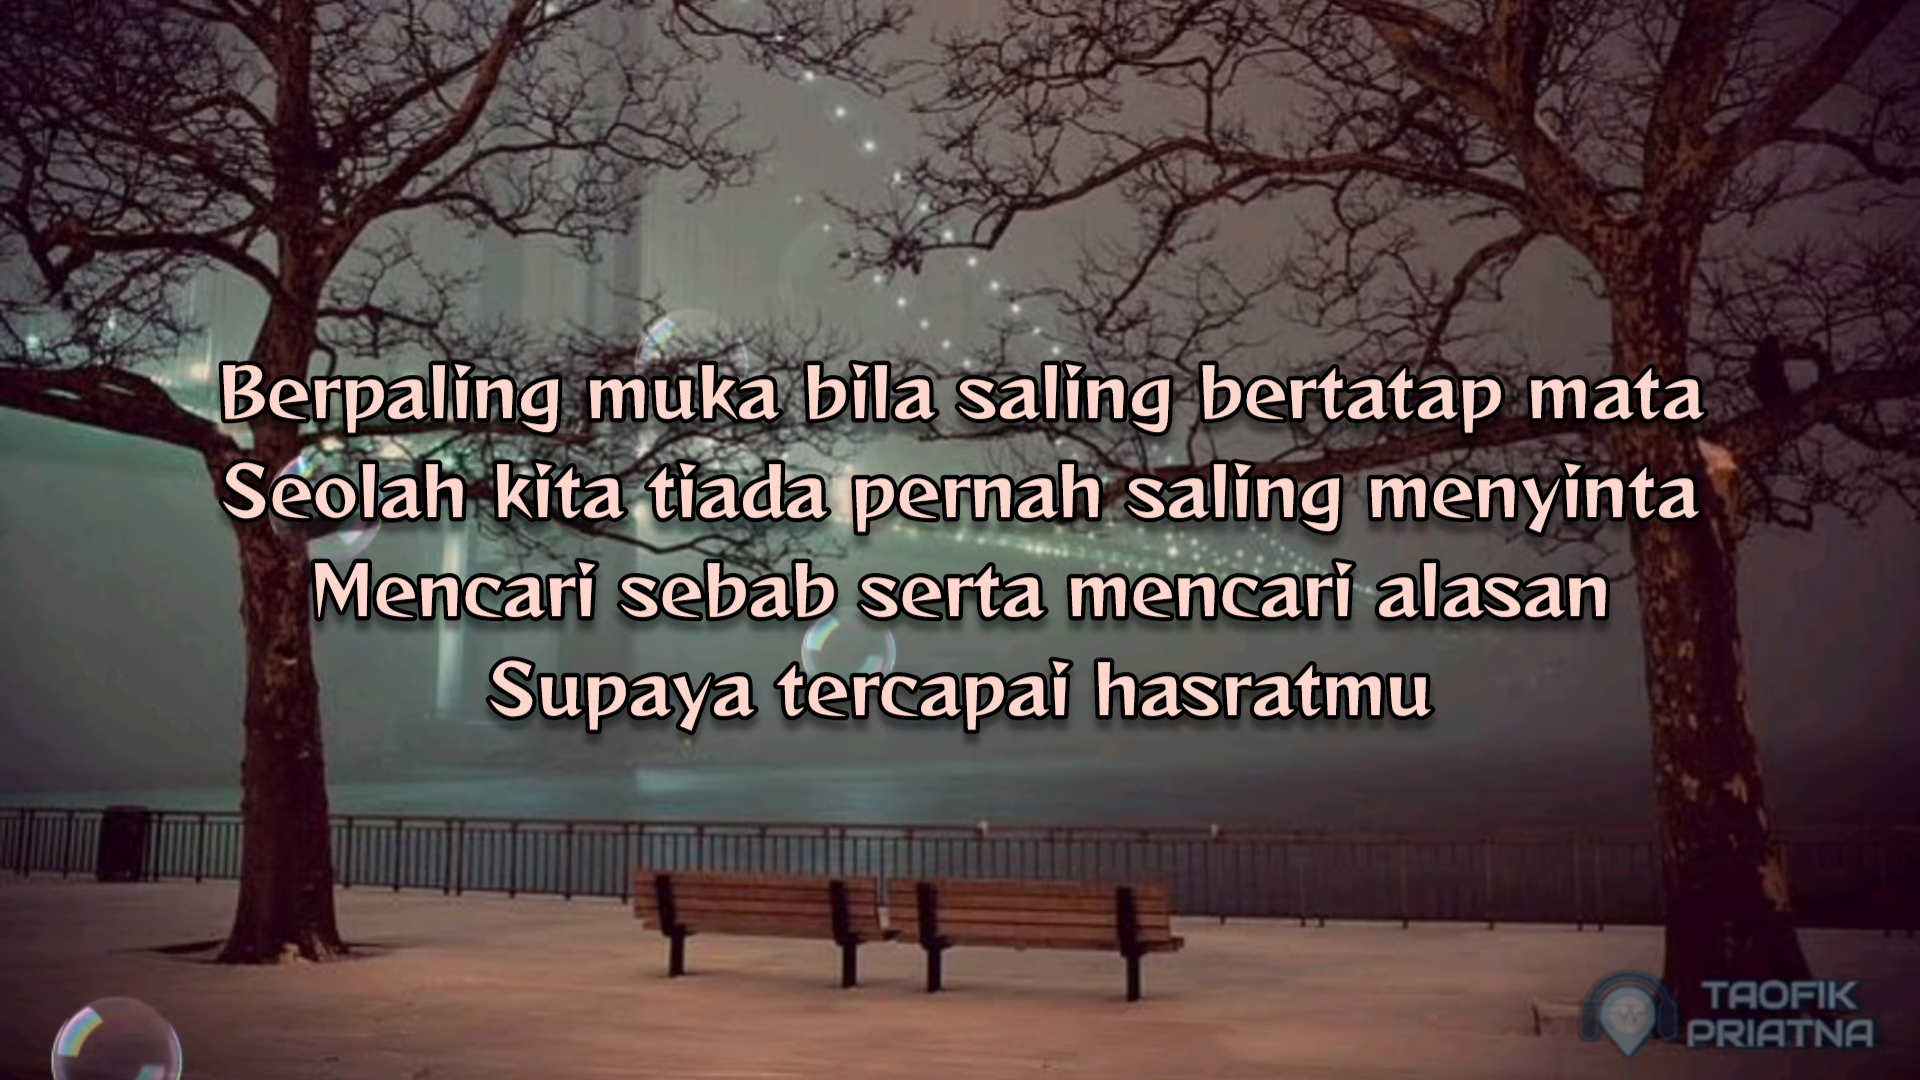 Berpaling muka bila saling bertatap mata
Seolah kita tiada pernah saling menyinta
Mencari sebab serta mencari alasan
Supaya tercapai hasratmu
TAOFIK
PRIATNA